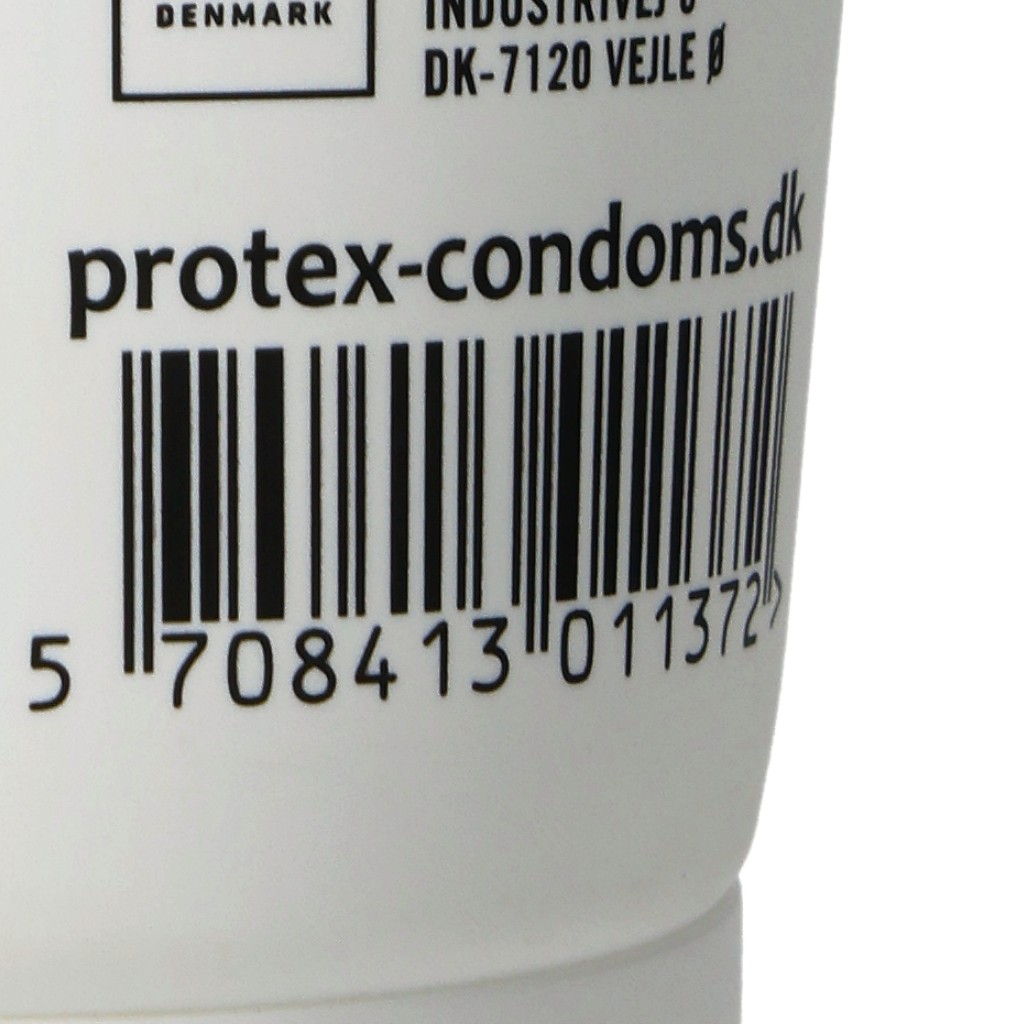 DENMARK
INDUSTRIVEJ
DK-7120 VEJLE Ø
protex-condoms.dk
5 708413 011372 >